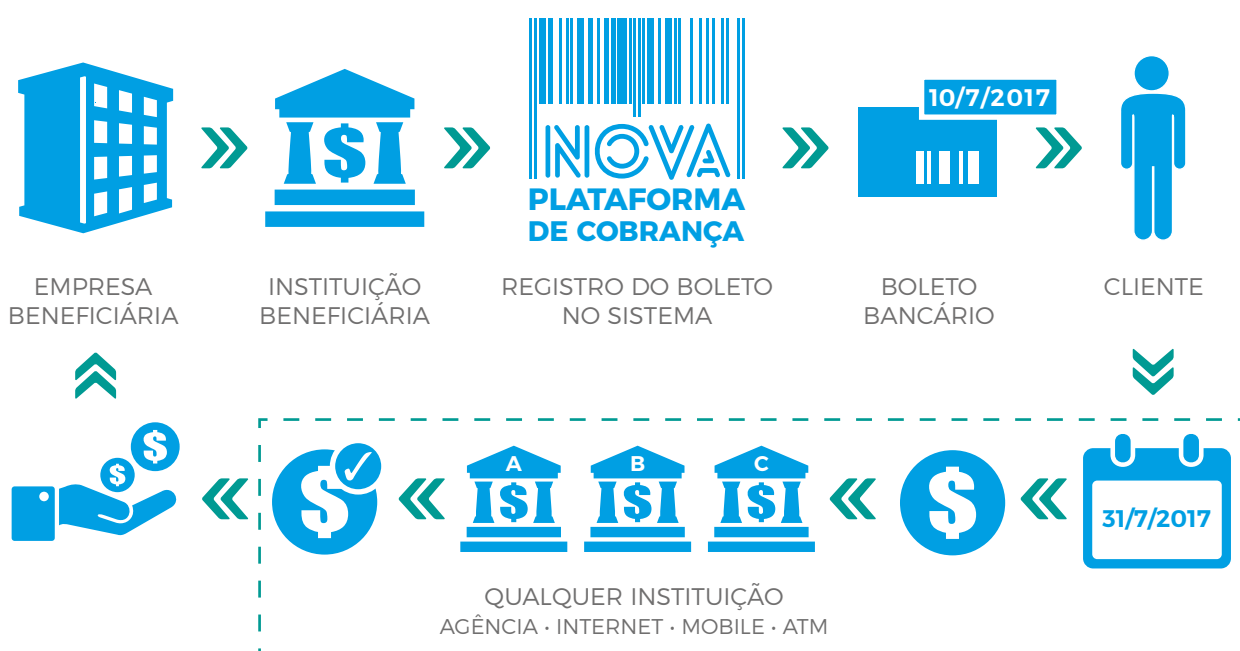 NOVA
PLATAFORMA
DE COBRANÇA
10/7/2017
EMPRESA
BENEFICIÁRIA
INSTITUIÇÃO
BENEFICIÁRIA
REGISTRO DO BOLETO
NO SISTEMA
BOLETO
BANCÁRIO
CLIENTE
$
$
$ ✓
A
B
C
$
31/7/2017
QUALQUER INSTITUIÇÃO
AGÊNCIA · INTERNET · MOBILE · ATM